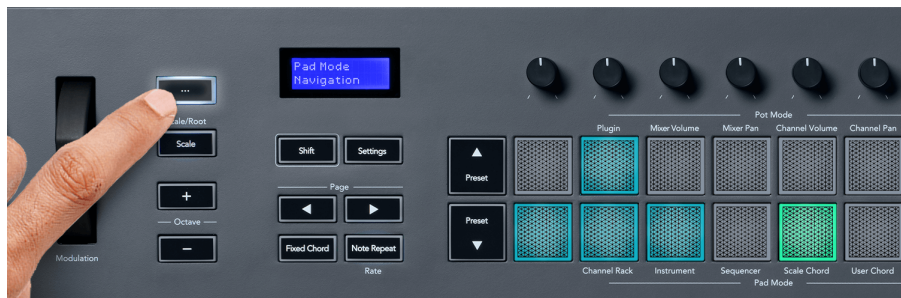 Pad Mode
Navigation
...
ale/Root
Scale
Shift
Settings
Page
+
Octave
−
Fixed Chord
Note Repeat
Rate
Modulation
Preset
Preset
Pot Mode
Plugin
Mixer Volume
Mixer Pan
Channel Volume
Channel Pan
Channel Rack
Instrument
Sequencer
Scale Chord
User Chord
Pad Mode